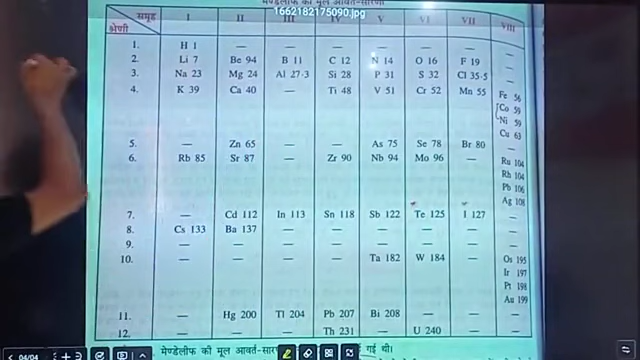 मेण्डेलीफ की मूल आवर्त-सारणी
1662182175090.jpg
समूह I II III IV V VI VII VIII
श्रेणी
1. H 1 — — — — — — —
2. Li 7 Be 94 B 11 C 12 N 14 O 16 F 19 —
3. Na 23 Mg 24 Al 27·3 Si 28 P 31 S 32 Cl 35·5 —
4. K 39 Ca 40 — Ti 48 V 51 Cr 52 Mn 55 Fe 56
Co 59
Ni 59
Cu 63
5. — Zn 65 — — As 75 Se 78 Br 80 —
6. Rb 85 Sr 87 — Zr 90 Nb 94 Mo 96 — Ru 104
Rh 104
Pb 106
Ag 108
7. — Cd 112 In 113 Sn 118 Sb 122 Te 125 I 127 —
8. Cs 133 Ba 137 — — — — — —
9. — — — — — — — —
10. — — — — Ta 182 W 184 — Os 195
Ir 197
Pt 198
Au 199
11. — Hg 200 Tl 204 Pb 207 Bi 208 — — —
12. — — — Th 231 — U 240 — —
04/04
मेण्डेलीफ की मूल आवर्त-सार गई थी।